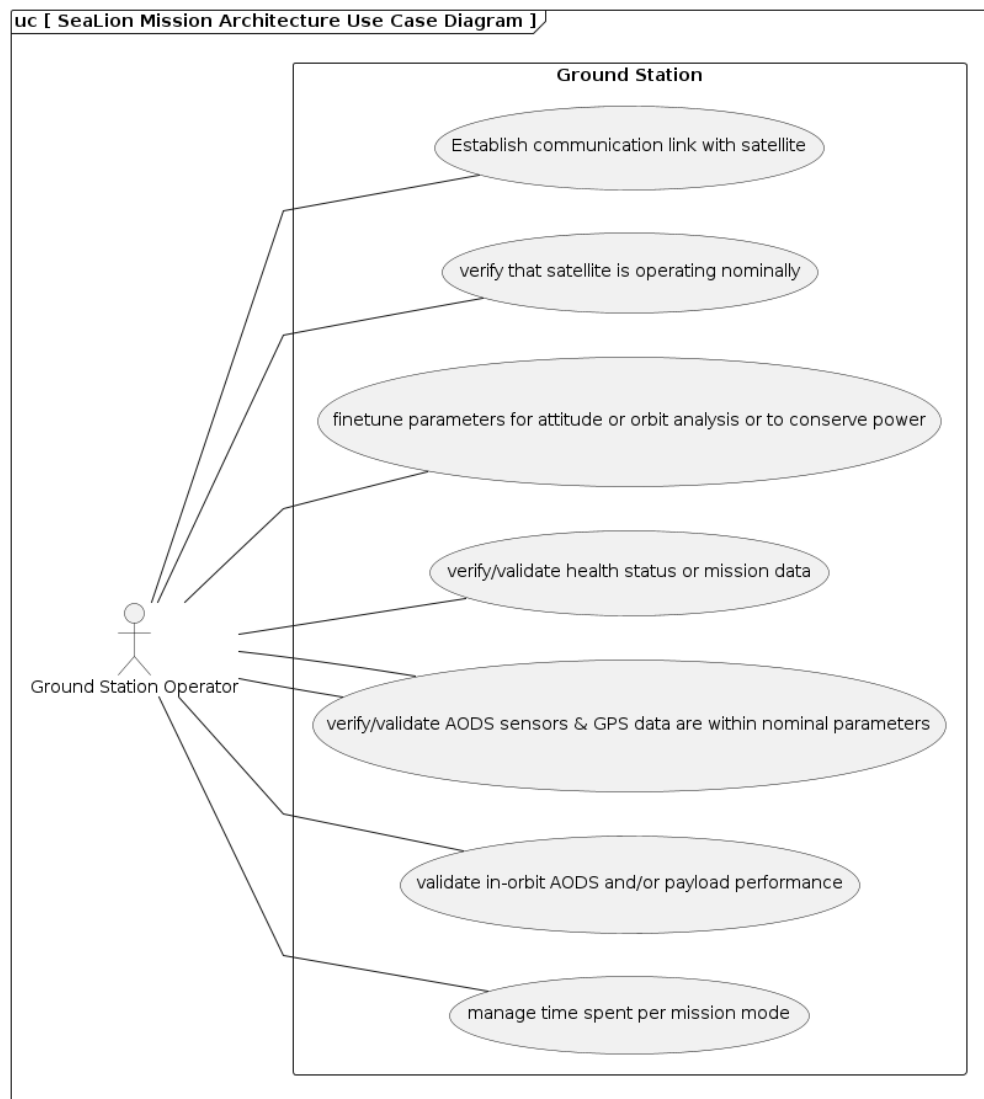 uc [ SeaLion Mission Architecture Use Case Diagram ]
Ground Station
Establish communication link with satellite
verify that satellite is operating nominally
finetune parameters for attitude or orbit analysis or to conserve power
verify/validate health status or mission data
Ground Station Operator
verify/validate AODS sensors & GPS data are within nominal parameters
validate in-orbit AODS and/or payload performance
manage time spent per mission mode